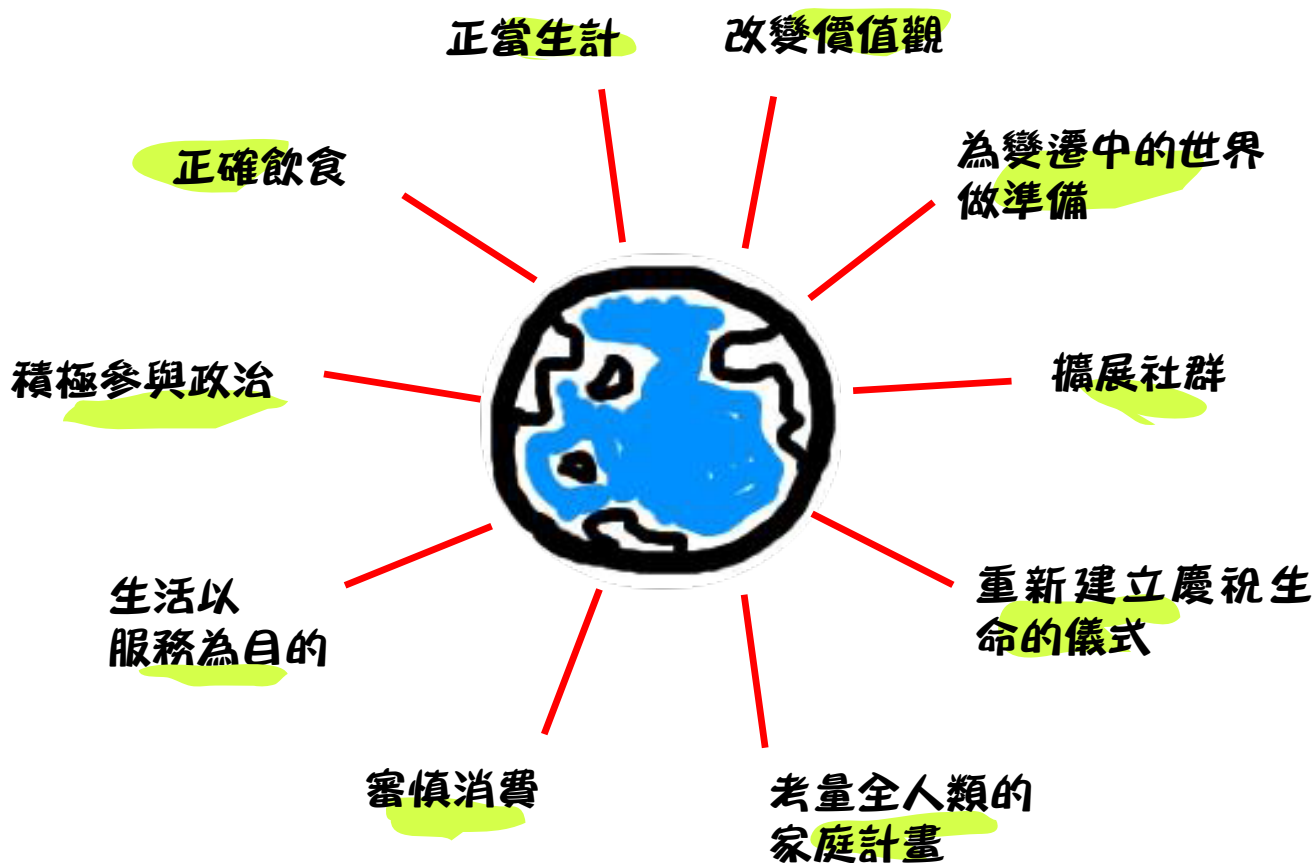 正當生計
改變價值觀
正確飲食
為變遷中的世界
做準備
積極參與政治
擴展社群
生活以
服務為目的
重新建立慶祝生
命的儀式
審慎消費
考量全人類的
家庭計畫